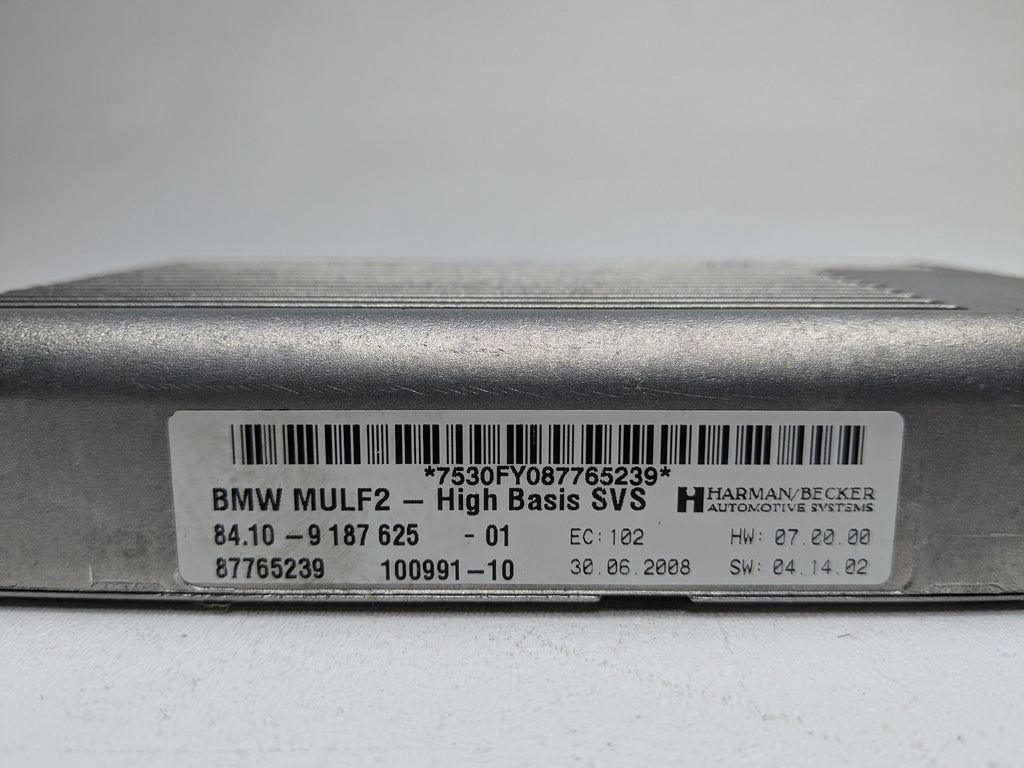 *7530FY087765239*
BMW MULF2 – High Basis SVS
HARMAN/BECKER
AUTOMOTIVE SYSTEMS
84.10 – 9 187 625 - 01 EC: 102 HW: 07.00.00
87765239 100991–10 30.06.2008 SW: 04.14.02